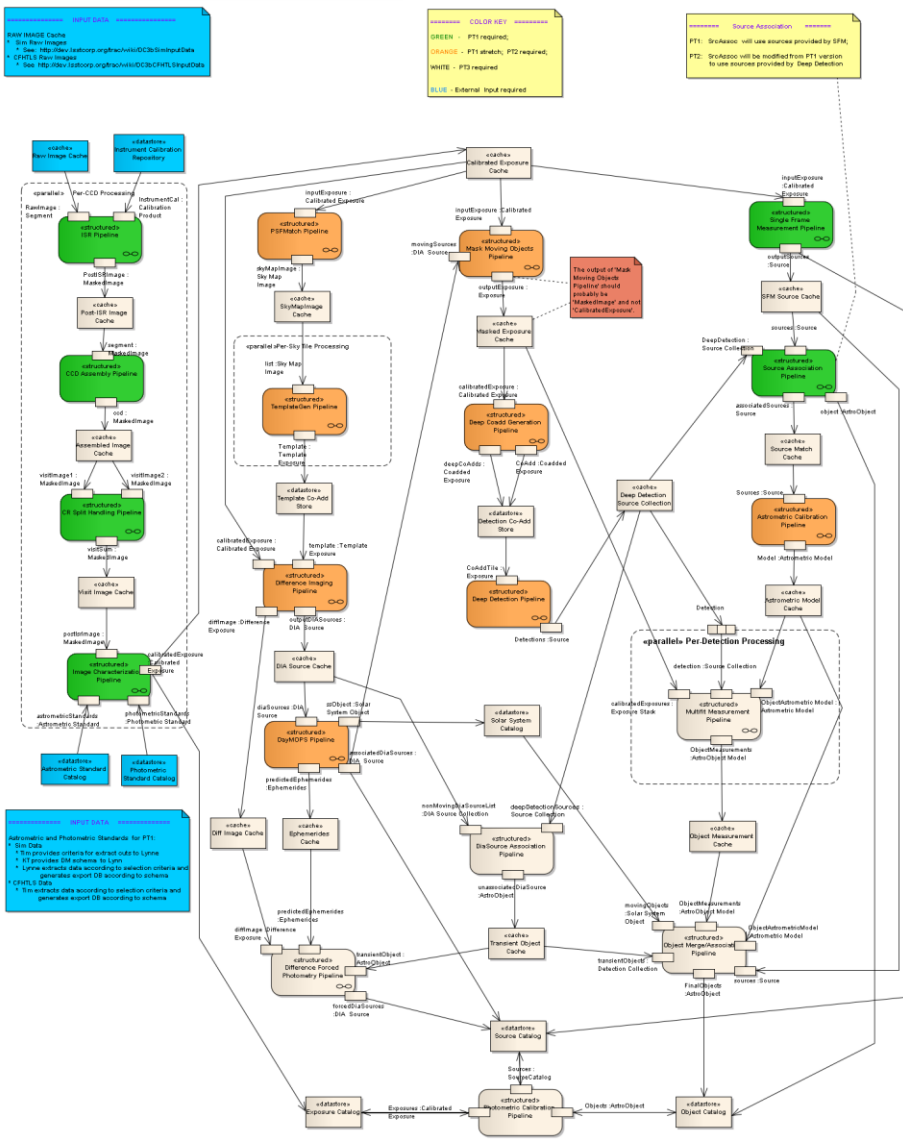 ================ INPUT DATA ================
RAW IMAGE Cache
* Sim Raw Images
* See: http://dev.lsstcorp.org/trac/wiki/DC3bSimInputData
* CFHTLS Raw Images
* See http://dev.lsstcorp.org/trac/wiki/DC3bCFHTLSInputData
======== COLOR KEY =========
GREEN - PT1 required;
ORANGE - PT1 stretch; PT2 required;
WHITE - PT3 required
BLUE - External Input required
======== Source Association =======
PT1: SrcAssoc will use sources provided by SFM;
PT2: SrcAssoc will be modified from PT1 version
to use sources provided by Deep Detection
«cache»
Raw Image Cache
«datastore»
Instrument Calibration
Repository
«parallel» Per-CCD Processing
RawImage :
Segment
InstrumentCal :
Calibration
Product
«structured»
ISR Pipeline
PostISRImage :
MaskedImage
«cache»
Post-ISR Image
Cache
segment :
MaskedImage
«structured»
CCD Assembly Pipeline
ccd :
MaskedImage
«cache»
Assembled Image
Cache
visitImage1 :
MaskedImage
visitImage2 :
MaskedImage
«structured»
CR Split Handling Pipeline
visitSum :
MaskedImage
«cache»
Visit Image Cache
postIsrImage
:MaskedImage
«structured»
Image Characterization
Pipeline
calibratedExposure
:Calibrated
Exposure
astrometricStandards
:Astrometric Standard
photometricStandards
:Photometric Standard
«datastore»
Astrometric Standard
Catalog
«datastore»
Photometric
Standard Catalog
================ INPUT DATA ================
Astrometric and Photometric Standards for PT1:
* Sim Data
* Tim provides criteria for extract outs to Lynne
* KT provides DM schema to Lynn
* Lynne extracts data according to selection criteria and
generates export DB according to schema
* CFHTLS Data
* Tim extracts data according to selection criteria and
generates export DB according to schema
«cache»
Calibrated Exposure
Cache
inputExposure :
Calibrated Exposure
«structured»
PSFMatch Pipeline
skyMapImage :
Sky Map
Image
«cache»
SkyMapImage
Cache
«parallel»Per-Sky tile Processing
list :Sky Map
Image
«structured»
TemplateGen Pipeline
Template :
Template
Exposure
«datastore»
Template Co-Add
Store
calibratedExposure :
Calibrated Exposure
template :Template
Exposure
«structured»
Difference Imaging
Pipeline
diffImage :Difference
Exposure
outputDIASources :
DIA Source
«cache»
DIA Source Cache
diaSources :DIA
Source
ssObject :Solar
System Object
«structured»
DayMOPS Pipeline
associatedDiaSources
:DIA Source
predictedEphemerides
:Ephemerides
«cache»
Diff Image Cache
«cache»
Ephemerides
Cache
predictedEphemerides
:Ephemerides
diffImage :Difference
Exposure
transientObject :
AstroObject
«structured»
Difference Forced
Photometry Pipeline
forcedDiaSources
:DIA Source
inputExposure :Calibrated
Exposure
movingSources
:DIA Source
«structured»
Mask Moving Objects
Pipeline
outputExposure :
Exposure
The output of 'Mask
Moving Objects
Pipeline' should
probably be
'MaskedImage' and not
'CalibratedExposure'.
«cache»
Masked Exposure
Cache
calibratedExposure :
Calibrated Exposure
«structured»
Deep Coadd Generation
Pipeline
deepCoAdds :
Coadded
Exposure
CoAdd :Coadded
Exposure
«datastore»
Detection Co-Add
Store
CoAddTile :
Exposure
«structured»
Deep Detection Pipeline
Detections :Source
«cache»
Deep Detection
Source Collection
«datastore»
Solar System
Catalog
nonMovingDiaSourceList
:DIA Source Collection
deepDetectionSources :
Source Collection
«structured»
DiaSource Association
Pipeline
unassociatedDiaSource
:AstroObject
«cache»
Transient Object
Cache
inputExposure
:Calibrated
Exposure
«structured»
Single Frame
Measurement Pipeline
outputSources
:Source
«cache»
SFM Source Cache
sources :Source
DeepDetection :
Source Collection
«structured»
Source Association
Pipeline
associatedSources :
Source
object :AstroObject
«cache»
Source Match
Cache
Sources :Source
«structured»
Astrometric Calibration
Pipeline
Model :Astrometric Model
«cache»
Astrometric Model
Cache
Detection
«parallel» Per-Detection Processing
detection :Source Collection
calibratedExposures :
Exposure Stack
ObjectAstrometric Model :
Astrometric Model
«structured»
Multifit Measurement
Pipeline
ObjectMeasurements
:AstroObject Model
«cache»
Object Measurement
Cache
movingObjects
:Solar System
Object
ObjectMeasurements
:AstroObject Model
ObjectAstrometricModel :
Astrometric Model
«structured»
Object Merge/Association
Pipeline
transientObjects :
Detection Collection
FinalObjects
:AstroObject
sources :Source
«datastore»
Source Catalog
Sources :
SourceCatalog
«structured»
Photometric Calibration
Pipeline
«datastore»
Exposure Catalog
Exposures :Calibrated
Exposure
Objects :AstroObject
«datastore»
Object Catalog